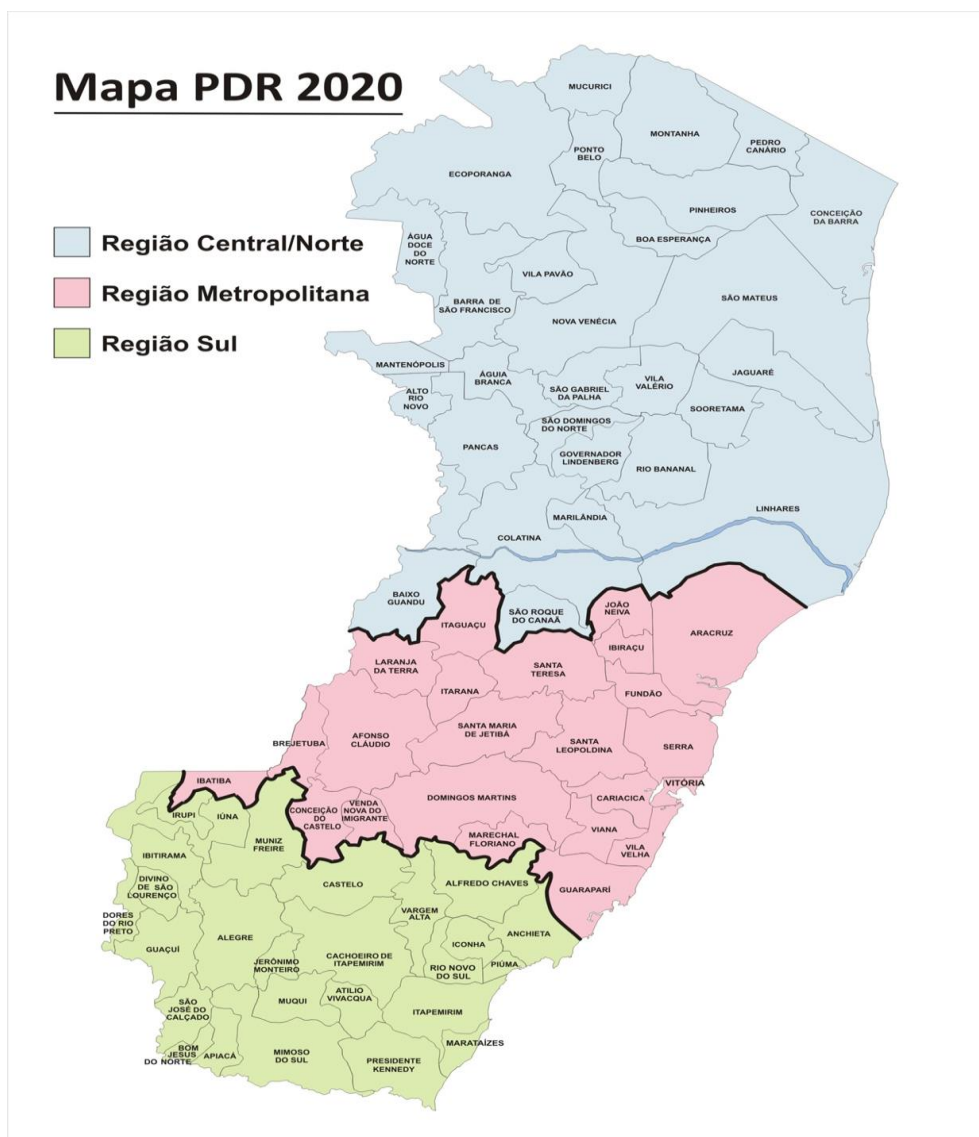 Mapa PDR 2020
Região Central/Norte
Região Metropolitana
Região Sul
MUCURICI
MONTANHA
PEDRO
CANÁRIO
PONTO
BELO
ECOPORANGA
PINHEIROS
CONCEIÇÃO
DA BARRA
BOA ESPERANÇA
ÁGUA
DOCE
DO
NORTE
VILA PAVÃO
BARRA DE
SÃO FRANCISCO
SÃO MATEUS
NOVA VENÉCIA
MANTENÓPOLIS
ÁGUIA
BRANCA
JAGUARÉ
VILA
VALÉRIO
SÃO GABRIEL
DA PALHA
ALTO
RIO
NOVO
SOORETAMA
SÃO DOMINGOS
DO NORTE
PANCAS
GOVERNADOR
LINDENBERG
RIO BANANAL
LINHARES
MARILÂNDIA
COLATINA
BAIXO
GUANDU
SÃO ROQUE
DO CANAÃ
JOÃO
NEIVA
ITAGUAÇU
ARACRUZ
IBIRAÇU
LARANJA
DA TERRA
SANTA
TERESA
ITARANA
FUNDÃO
SANTA MARIA
DE JETIBÁ
AFONSO
CLÁUDIO
BREJETUBA
SANTA
LEOPOLDINA
SERRA
IBATIBA
VITÓRIA
DOMINGOS MARTINS
CARIACICA
CONCEIÇÃO
DO
CASTELO
VENDA
NOVA DO
IMIGRANTE
IRUPI
IÚNA
VIANA
MARECHAL
FLORIANO
VILA
VELHA
MUNIZ
FREIRE
IBITIRAMA
CASTELO
ALFREDO CHAVES
GUARAPARÍ
DIVINO
DE SÃO
LOURENÇO
VARGEM
ALTA
DORES
DO RIO
PRETO
ANCHIETA
ALEGRE
GUAÇUÍ
ICONHA
CACHOEIRO DE
ITAPEMIRIM
JERÔNIMO
MONTEIRO
RIO NOVO
DO SUL
PIÚMA
SÃO
JOSÉ DO
CALÇADO
MUQUI
ATILIO
VIVACQUA
ITAPEMIRIM
MARATAÍZES
BOM
JESUS
DO NORTE
APIACÁ
MIMOSO
DO SUL
PRESIDENTE
KENNEDY